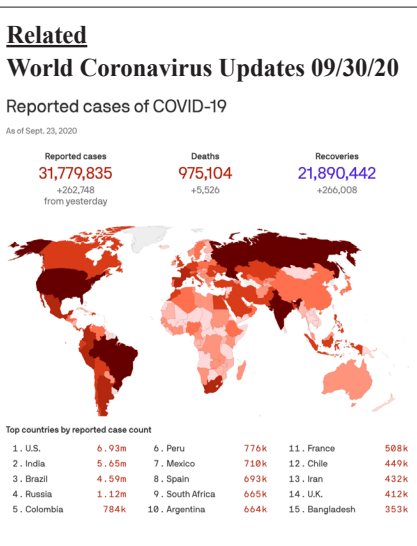 Related
World Coronavirus Updates 09/30/20
Reported cases of COVID-19
As of Sept. 23, 2020
Reported cases Deaths Recoveries
31,779,835 975,104 21,890,442
+262,748 +5,526 +266,008
from yesterday
Top countries by reported case count
1. U.S. 6.93m 6. Peru 776k 11. France 508k
2. India 5.65m 7. Mexico 710k 12. Chile 449k
3. Brazil 4.59m 8. Spain 693k 13. Iran 432k
4. Russia 1.12m 9. South Africa 665k 14. U.K. 412k
5. Colombia 784k 10. Argentina 664k 15. Bangladesh 353k